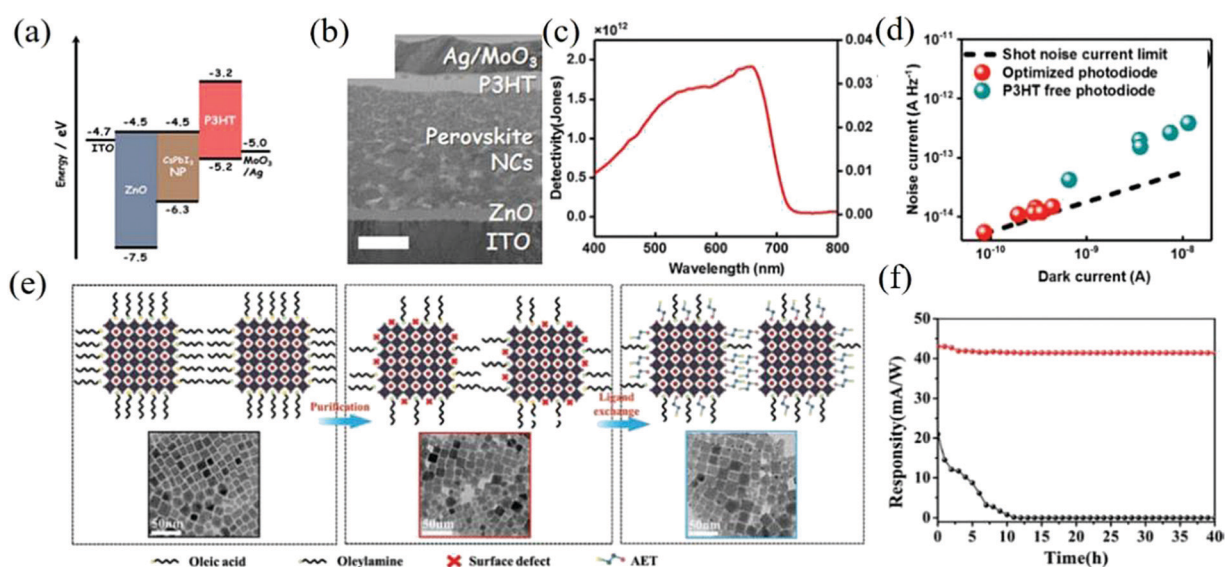 (a)
Energy / eV
-4.7
ITO
-4.5
ZnO
-7.5
-4.5
CsPbI3
NP
-6.3
-3.2
P3HT
-5.2
-5.0
MoO3
/Ag
(b)
Ag/MoO3
P3HT
Perovskite
NCs
ZnO
ITO
(c)
×10¹²
Detectivity(Jones)
2.0
1.5
1.0
0.5
0.0
0.04
0.03
0.02
0.01
0.00
400 500 600 700 800
Wavelength (nm)
(d)
Noise current (A Hz⁻¹)
10⁻¹¹
10⁻¹²
10⁻¹³
10⁻¹⁴
Shot noise current limit
Optimized photodiode
P3HT free photodiode
10⁻¹⁰ 10⁻⁹ 10⁻⁸
Dark current (A)
(e)
Purification
Ligand
exchange
50nm
50nm
50nm
Oleic acid Oleylamine Surface defect AET
(f)
Responsity(mA/W)
50
40
30
20
10
0
0 5 10 15 20 25 30 35 40
Time(h)